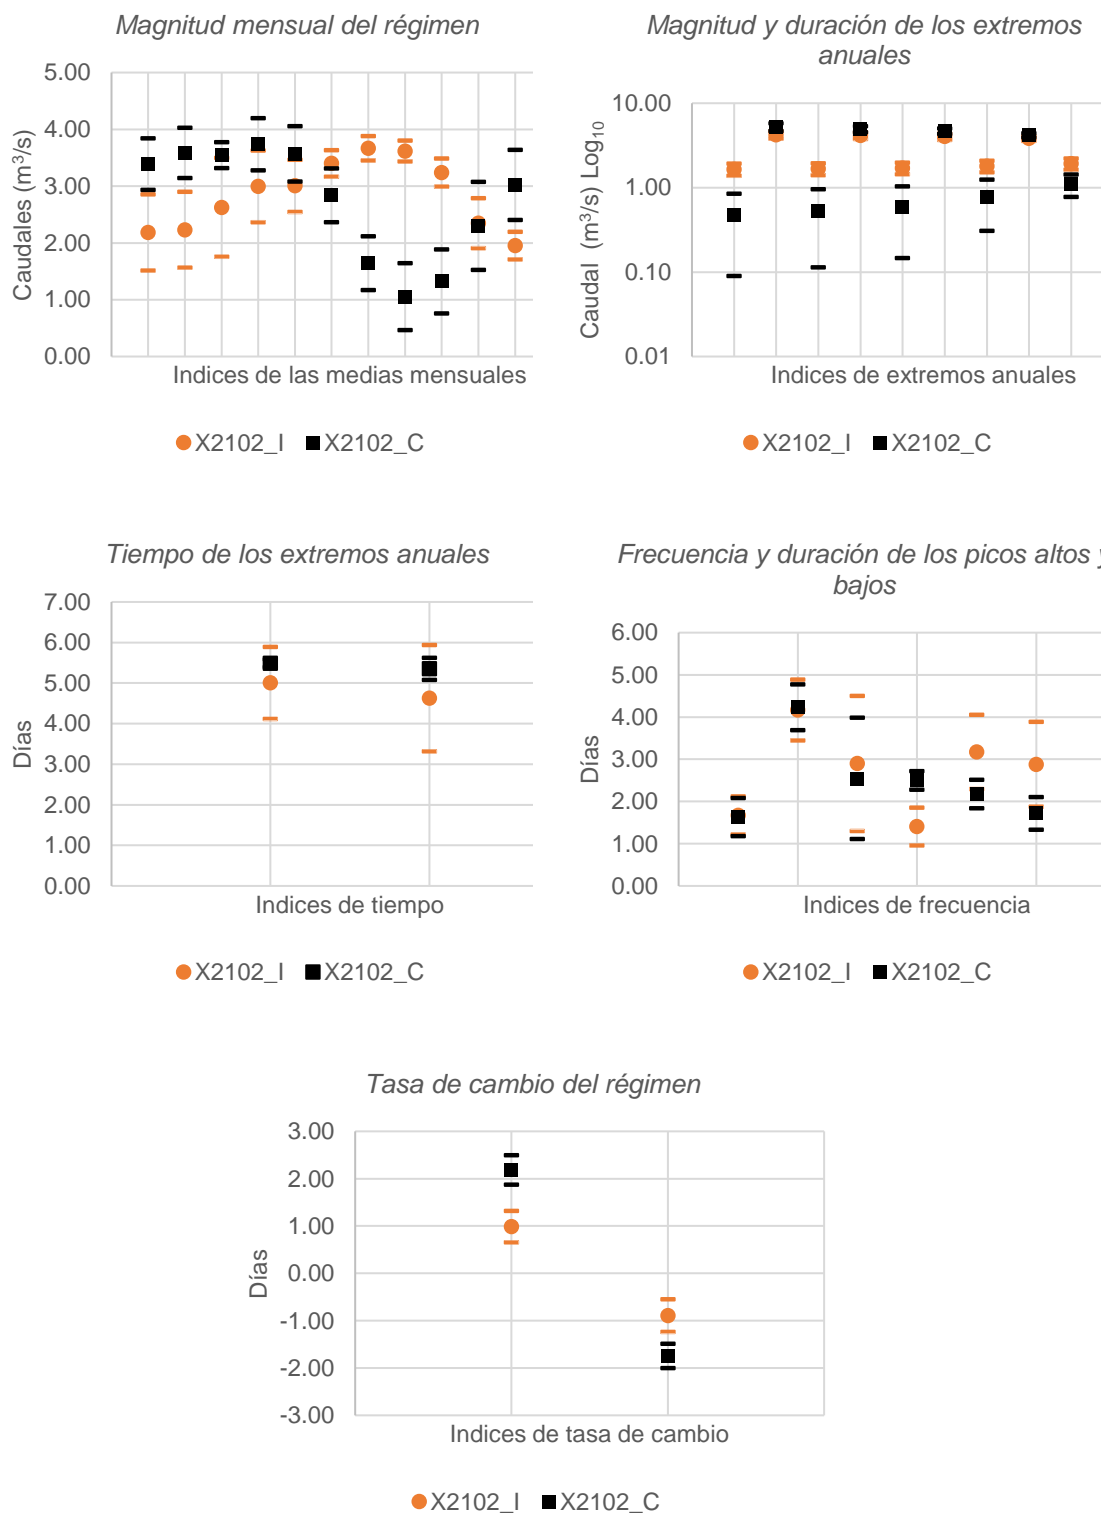 Magnitud mensual del régimen
5.00
4.00
3.00
2.00
1.00
0.00
Caudales (m³/s)
Indices de las medias mensuales
X2102_I X2102_C
Magnitud y duración de los extremos
anuales
10.00
1.00
0.10
0.01
Caudal (m³/s) Log₁₀
Indices de extremos anuales
X2102_I X2102_C
Tiempo de los extremos anuales
7.00
6.00
5.00
4.00
3.00
2.00
1.00
0.00
Días
Indices de tiempo
X2102_I X2102_C
Frecuencia y duración de los picos altos y
bajos
6.00
5.00
4.00
3.00
2.00
1.00
0.00
Días
Indices de frecuencia
X2102_I X2102_C
Tasa de cambio del régimen
3.00
2.00
1.00
0.00
-1.00
-2.00
-3.00
Días
Indices de tasa de cambio
X2102_I X2102_C